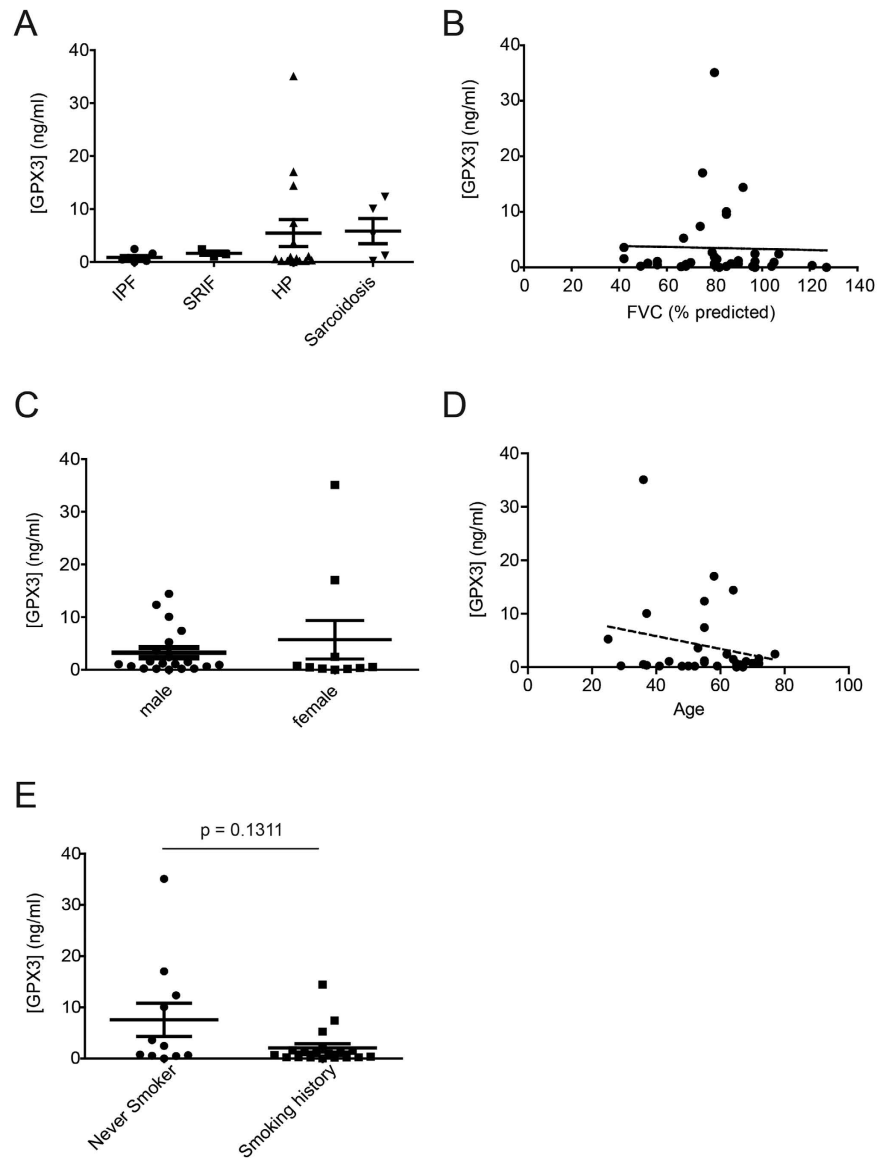 A
[GPX3] (ng/ml)
40
30
20
10
0
IPF
SRIF
HP
Sarcoidosis
B
[GPX3] (ng/ml)
40
30
20
10
0
0 20 40 60 80 100 120 140
FVC (% predicted)
C
[GPX3] (ng/ml)
40
30
20
10
0
male
female
D
[GPX3] (ng/ml)
40
30
20
10
0
0 20 40 60 80 100
Age
E
p = 0.1311
[GPX3] (ng/ml)
40
30
20
10
0
Never Smoker
Smoking history